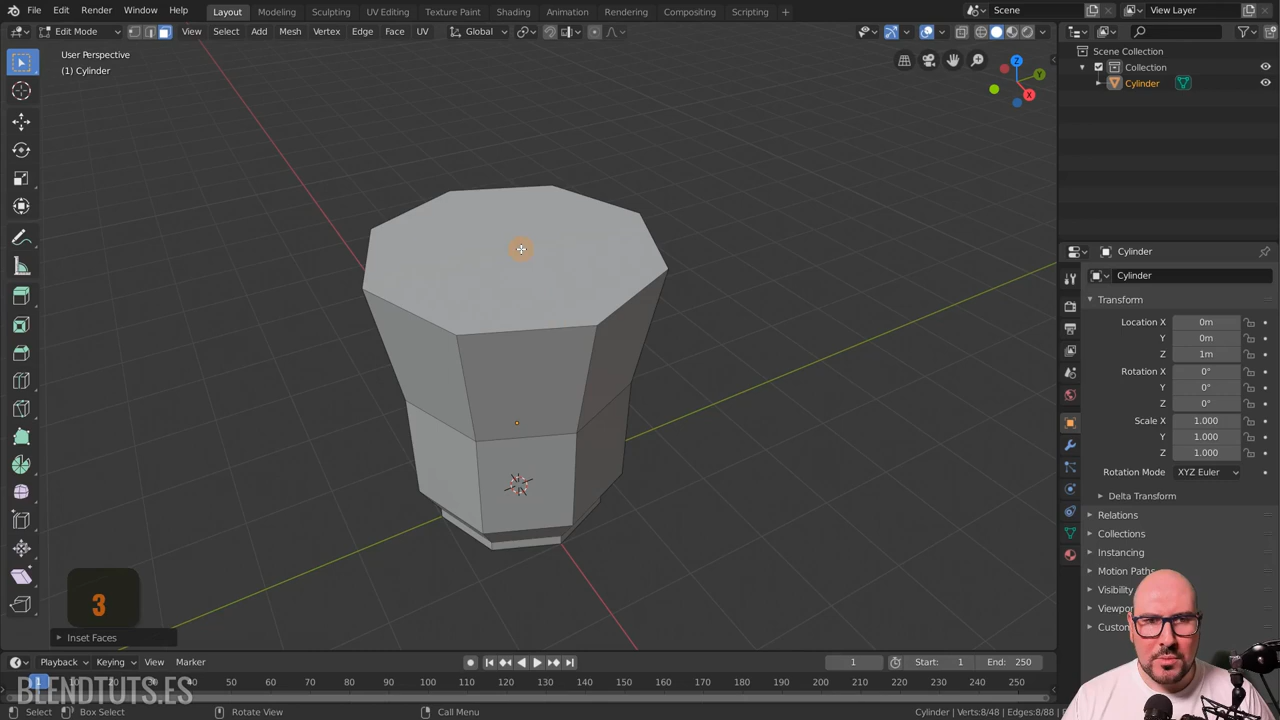 File Edit Render Window Help Layout Modeling Sculpting UV Editing Texture Paint Shading Animation Rendering Compositing Scripting + Scene View Layer
Edit Mode View Select Add Mesh Vertex Edge Face UV Global
User Perspective
(1) Cylinder
Z
Y
X
Scene Collection
Collection
Cylinder
Cylinder
Cylinder
Transform
Location X 0m
Y 0m
Z 1m
Rotation X 0°
Y 0°
Z 0°
Scale X 1.000
Y 1.000
Z 1.000
Rotation Mode XYZ Euler
Delta Transform
Relations
Collections
Instancing
Motion Paths
3
Inset Faces
Playback Keying View Marker 1 Start: 1 End: 250
1 10 20 30 40 50 60 70 80 90 100 110 120 130 140 150 160 170 180 190 200 210 220 230 240 250
BLENDTUTS.ES
Select Box Select Rotate View Call Menu Cylinder | Verts:8/48 | Edges:8/88